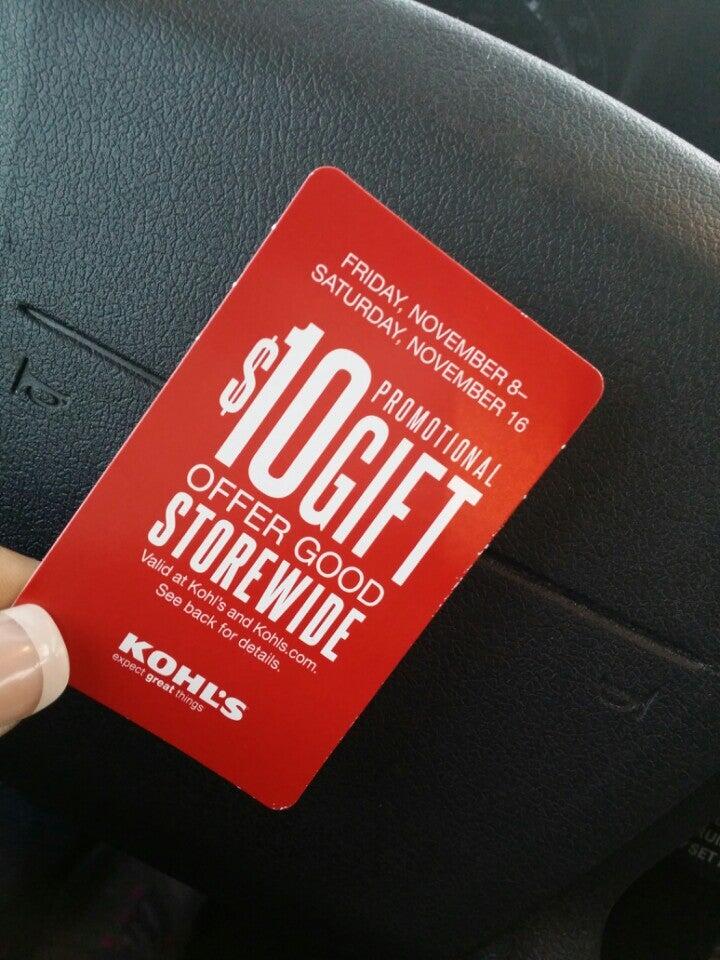 FRIDAY, NOVEMBER 8–
SATURDAY, NOVEMBER 16
$10 PROMOTIONAL
GIFT
OFFER GOOD
STOREWIDE
Valid at Kohl's and Kohls.com.
See back for details.
KOHL'S
expect great things
SET